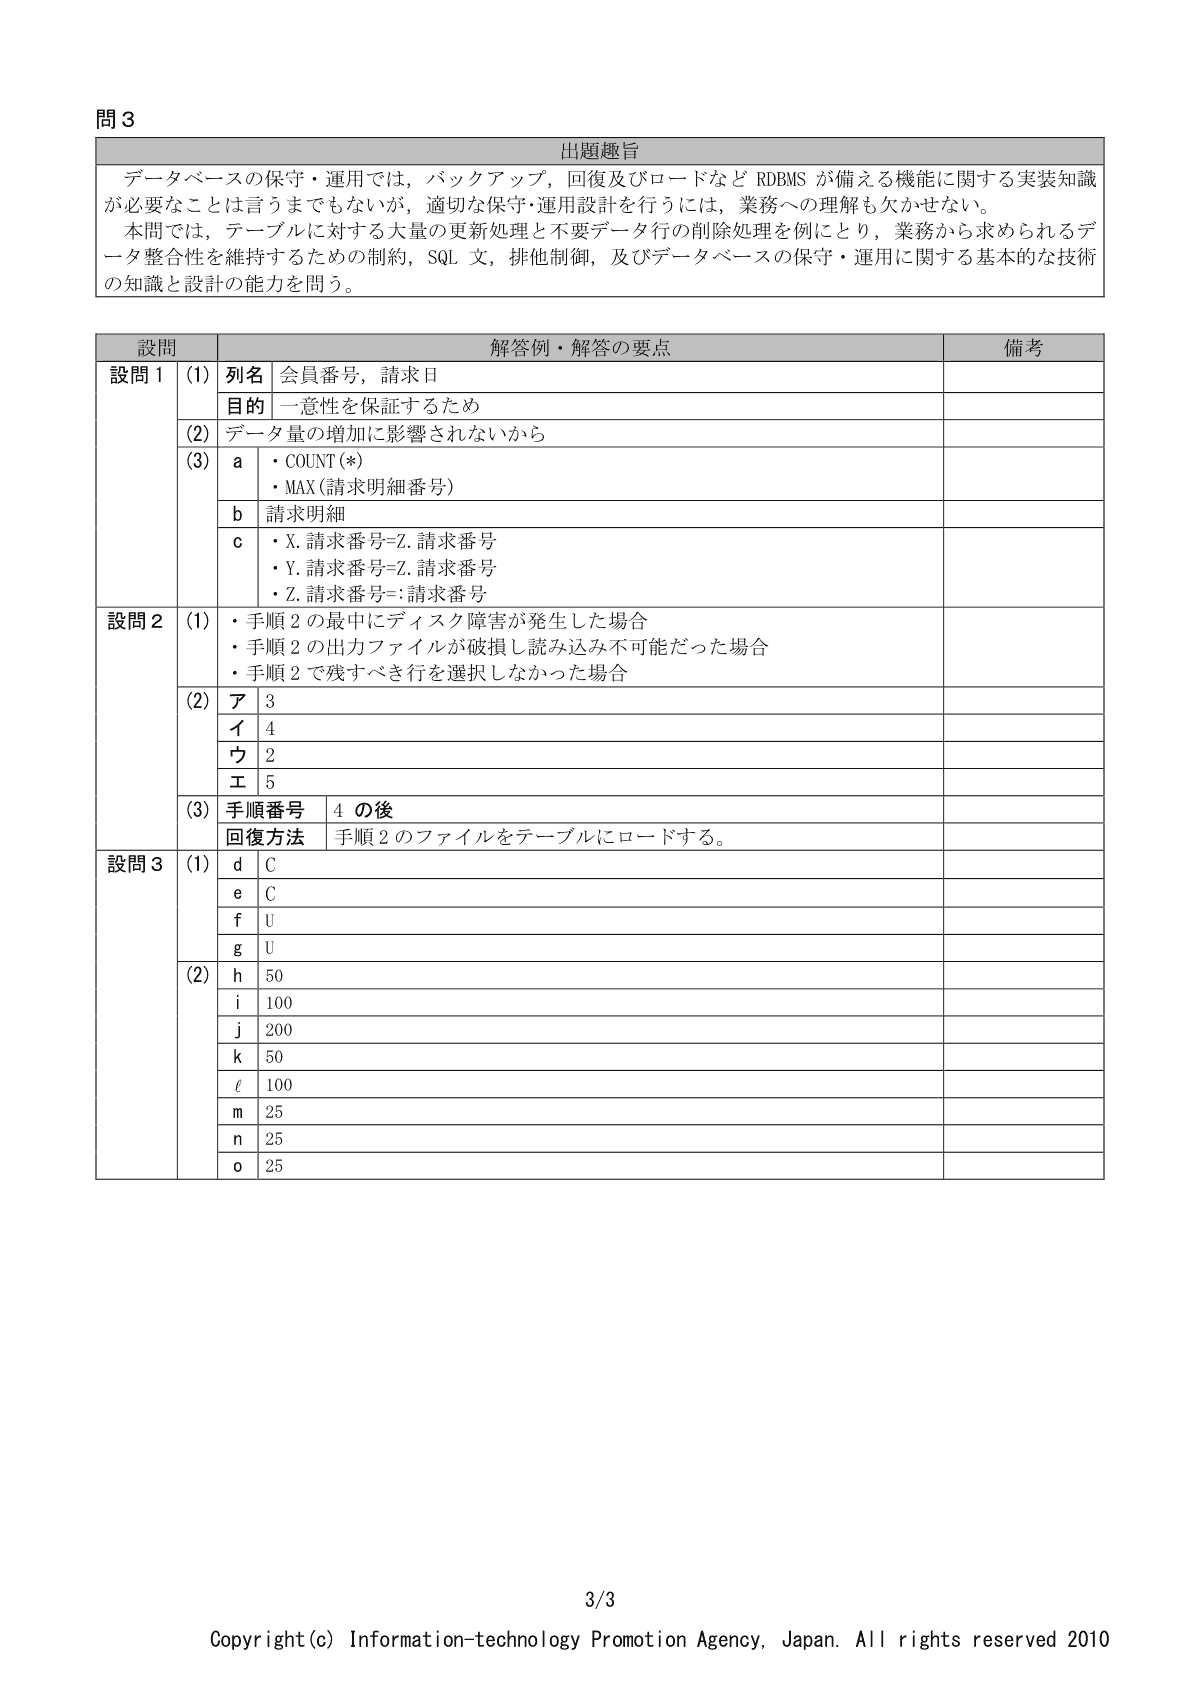 問３
出題趣旨
データベースの保守・運用では，バックアップ，回復及びロードなど RDBMS が備える機能に関する実装知識
が必要なことは言うまでもないが，適切な保守･運用設計を行うには，業務への理解も欠かせない。
本問では，テーブルに対する大量の更新処理と不要データ行の削除処理を例にとり，業務から求められるデ
ータ整合性を維持するための制約，SQL 文，排他制御，及びデータベースの保守・運用に関する基本的な技術
の知識と設計の能力を問う。
設問 解答例・解答の要点 備考
設問１ (1) 列名 会員番号，請求日
目的 一意性を保証するため
(2) データ量の増加に影響されないから
(3) a ・COUNT(*)
・MAX(請求明細番号)
b 請求明細
c ・X.請求番号=Z.請求番号
・Y.請求番号=Z.請求番号
・Z.請求番号=:請求番号
設問２ (1) ・手順２の最中にディスク障害が発生した場合
・手順２の出力ファイルが破損し読み込み不可能だった場合
・手順２で残すべき行を選択しなかった場合
(2) ア 3
イ 4
ウ 2
エ 5
(3) 手順番号 4 の後
回復方法 手順２のファイルをテーブルにロードする。
設問３ (1) d C
e C
f U
g U
(2) h 50
i 100
j 200
k 50
ℓ 100
m 25
n 25
o 25
3/3
Copyright(c) Information-technology Promotion Agency, Japan. All rights reserved 2010